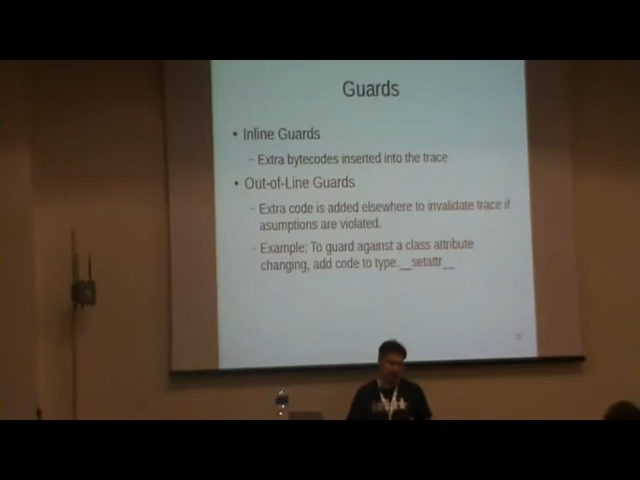 Guards
• Inline Guards
– Extra bytecodes inserted into the trace
• Out-of-Line Guards
– Extra code is added elsewhere to invalidate trace if
asumptions are violated.
– Example: To guard against a class attribute
changing, add code to type.__setattr__